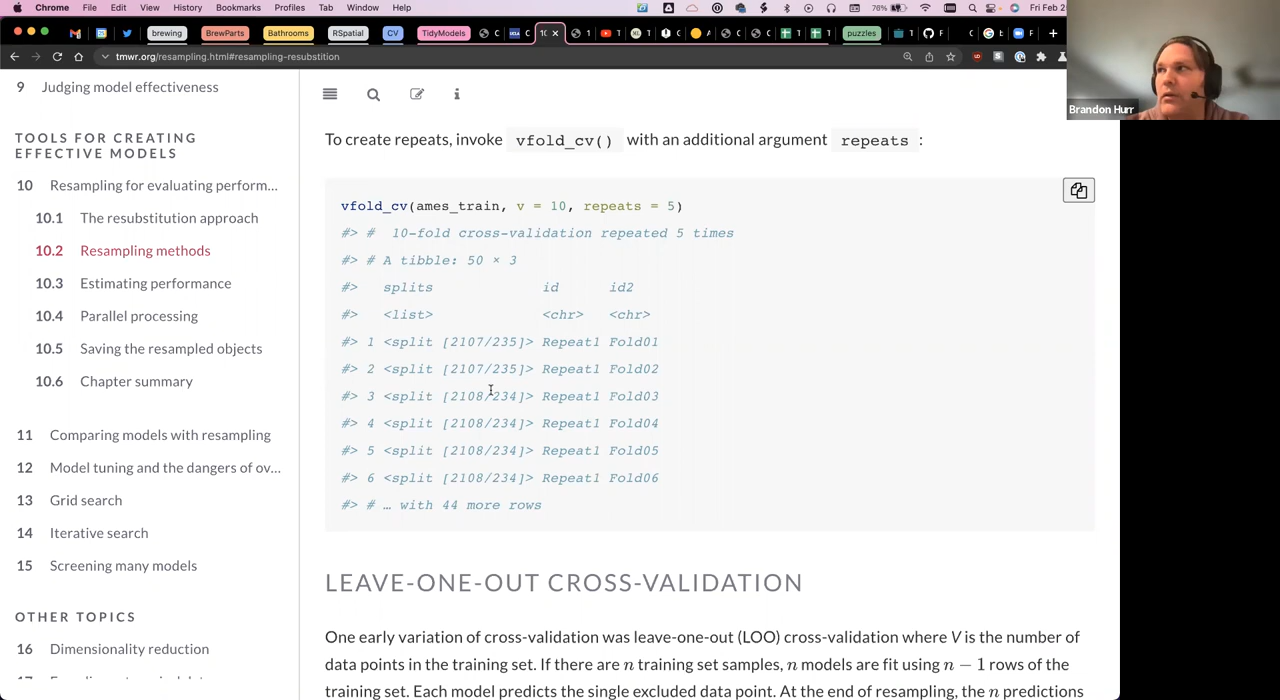 Chrome File Edit View History Bookmarks Profiles Tab Window Help 76% Fri Feb 2
brewing BrewParts Bathrooms RSpatial CV TidyModels puzzles
tmwr.org/resampling.html#resampling-resubstition
Brandon Hurr
9 Judging model effectiveness
TOOLS FOR CREATING
EFFECTIVE MODELS
10 Resampling for evaluating perform...
10.1 The resubstitution approach
10.2 Resampling methods
10.3 Estimating performance
10.4 Parallel processing
10.5 Saving the resampled objects
10.6 Chapter summary
11 Comparing models with resampling
12 Model tuning and the dangers of ov...
13 Grid search
14 Iterative search
15 Screening many models
OTHER TOPICS
16 Dimensionality reduction
To create repeats, invoke vfold_cv() with an additional argument repeats :
vfold_cv(ames_train, v = 10, repeats = 5)
#> # 10-fold cross-validation repeated 5 times
#> # A tibble: 50 × 3
#> splits id id2
#> <list> <chr> <chr>
#> 1 <split [2107/235]> Repeat1 Fold01
#> 2 <split [2107/235]> Repeat1 Fold02
#> 3 <split [2108/234]> Repeat1 Fold03
#> 4 <split [2108/234]> Repeat1 Fold04
#> 5 <split [2108/234]> Repeat1 Fold05
#> 6 <split [2108/234]> Repeat1 Fold06
#> # … with 44 more rows
LEAVE-ONE-OUT CROSS-VALIDATION
One early variation of cross-validation was leave-one-out (LOO) cross-validation where V is the number of
data points in the training set. If there are n training set samples, n models are fit using n − 1 rows of the
training set. Each model predicts the single excluded data point. At the end of resampling, the n predictions